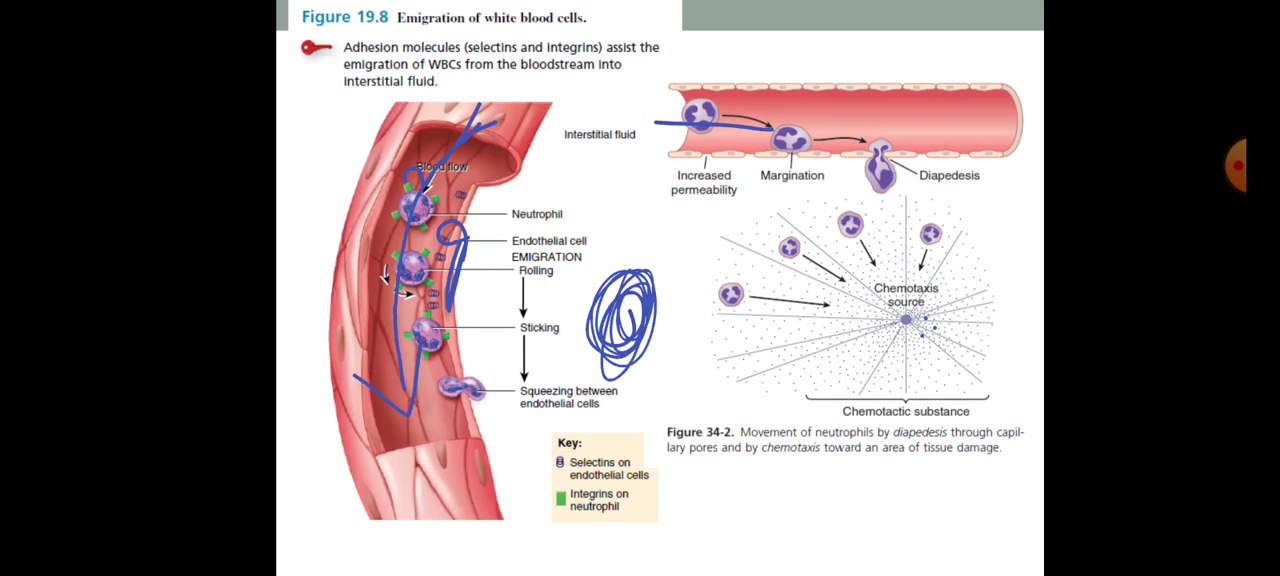 Figure 19.8 Emigration of white blood cells.
Adhesion molecules (selectins and integrins) assist the
emigration of WBCs from the bloodstream into
interstitial fluid.
Interstitial fluid
Blood flow
Neutrophil
Endothelial cell
EMIGRATION
Rolling
Sticking
Squeezing between
endothelial cells
Key:
Selectins on
endothelial cells
Integrins on
neutrophil
Increased
permeability
Margination
Diapedesis
Chemotaxis
source
Chemotactic substance
Figure 34-2. Movement of neutrophils by diapedesis through capil-
lary pores and by chemotaxis toward an area of tissue damage.